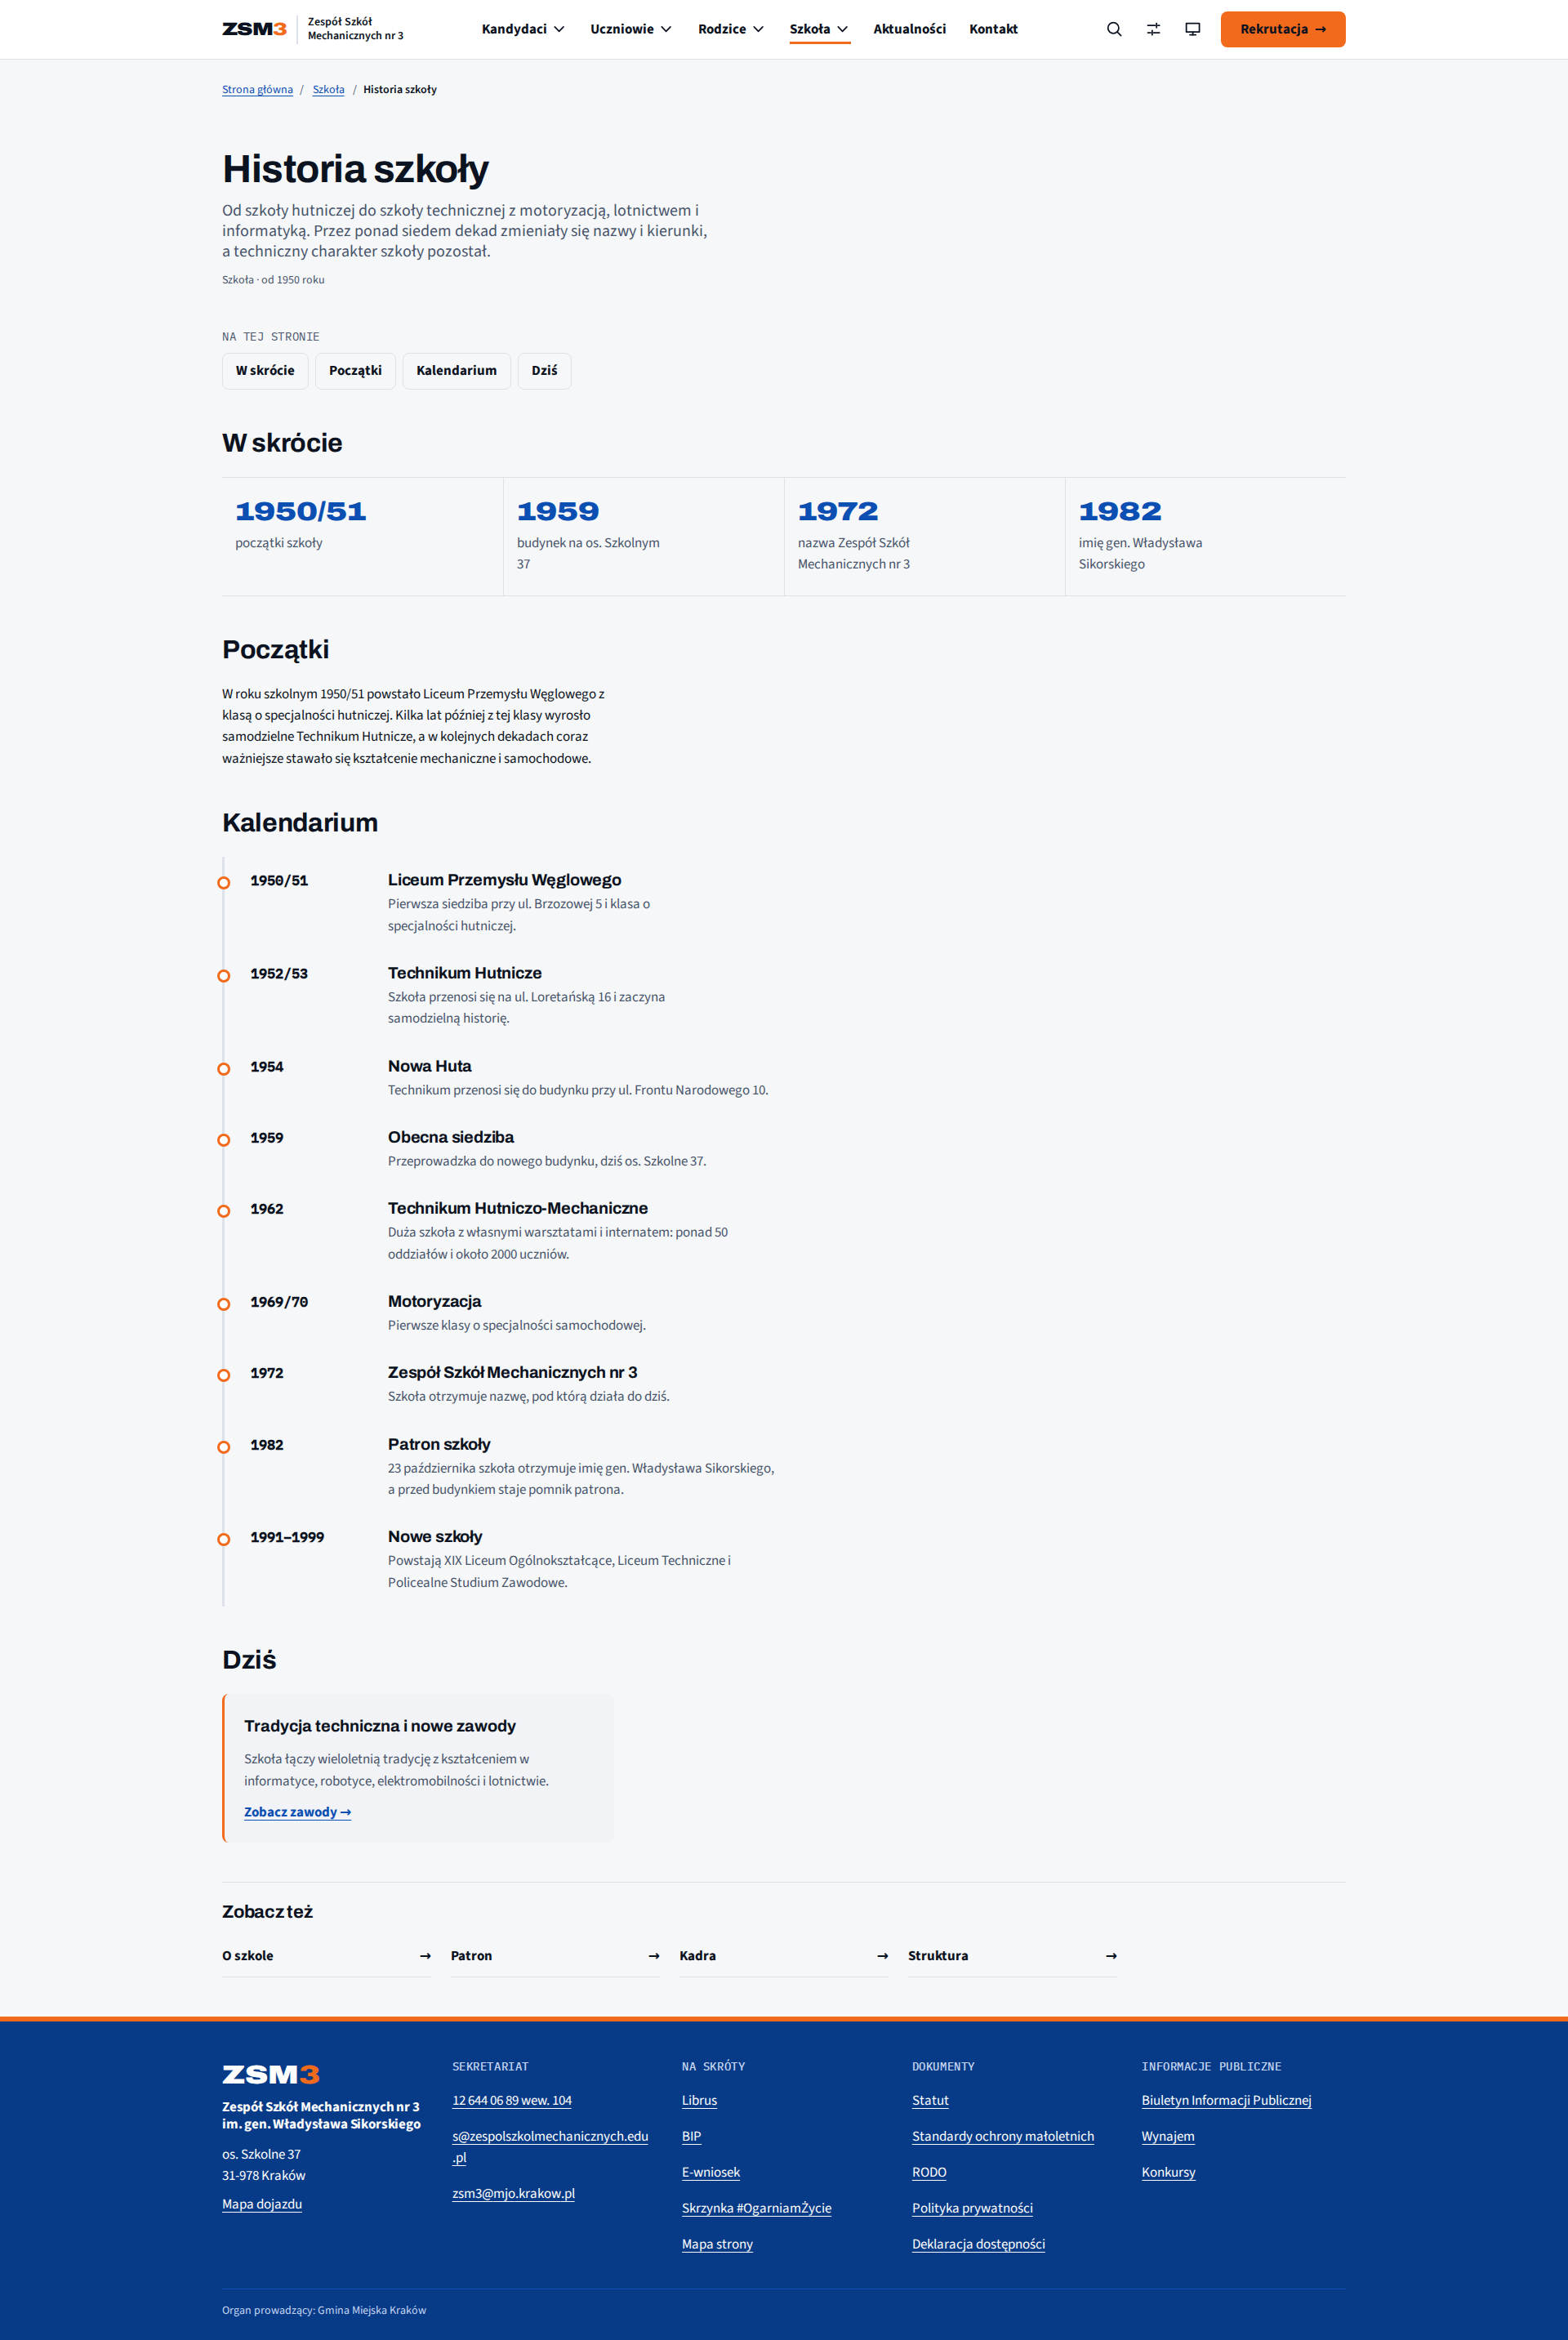 ZSM3 Zespół Szkół
Mechanicznych nr 3
Kandydaci Uczniowie Rodzice Szkoła Aktualności Kontakt
Rekrutacja →
Strona główna / Szkoła / Historia szkoły
Historia szkoły
Od szkoły hutniczej do szkoły technicznej z motoryzacją, lotnictwem i
informatyką. Przez ponad siedem dekad zmieniały się nazwy i kierunki,
a techniczny charakter szkoły pozostał.
Szkoła · od 1950 roku
NA TEJ STRONIE
W skrócie Początki Kalendarium Dziś
W skrócie
1950/51
początki szkoły
1959
budynek na os. Szkolnym
37
1972
nazwa Zespół Szkół
Mechanicznych nr 3
1982
imię gen. Władysława
Sikorskiego
Początki
W roku szkolnym 1950/51 powstało Liceum Przemysłu Węglowego z
klasą o specjalności hutniczej. Kilka lat później z tej klasy wyrosło
samodzielne Technikum Hutnicze, a w kolejnych dekadach coraz
ważniejsze stawało się kształcenie mechaniczne i samochodowe.
Kalendarium
1950/51 Liceum Przemysłu Węglowego
Pierwsza siedziba przy ul. Brzozowej 5 i klasa o
specjalności hutniczej.
1952/53 Technikum Hutnicze
Szkoła przenosi się na ul. Loretańską 16 i zaczyna
samodzielną historię.
1954 Nowa Huta
Technikum przenosi się do budynku przy ul. Frontu Narodowego 10.
1959 Obecna siedziba
Przeprowadzka do nowego budynku, dziś os. Szkolne 37.
1962 Technikum Hutniczo-Mechaniczne
Duża szkoła z własnymi warsztatami i internatem: ponad 50
oddziałów i około 2000 uczniów.
1969/70 Motoryzacja
Pierwsze klasy o specjalności samochodowej.
1972 Zespół Szkół Mechanicznych nr 3
Szkoła otrzymuje nazwę, pod którą działa do dziś.
1982 Patron szkoły
23 października szkoła otrzymuje imię gen. Władysława Sikorskiego,
a przed budynkiem staje pomnik patrona.
1991–1999 Nowe szkoły
Powstają XIX Liceum Ogólnokształcące, Liceum Techniczne i
Policealne Studium Zawodowe.
Dziś
Tradycja techniczna i nowe zawody
Szkoła łączy wieloletnią tradycję z kształceniem w
informatyce, robotyce, elektromobilności i lotnictwie.
Zobacz zawody →
Zobacz też
O szkole → Patron → Kadra → Struktura →
ZSM3
Zespół Szkół Mechanicznych nr 3
im. gen. Władysława Sikorskiego
os. Szkolne 37
31-978 Kraków
Mapa dojazdu
SEKRETARIAT
12 644 06 89 wew. 104
s@zespolszkolmechanicznych.edu
.pl
zsm3@mjo.krakow.pl
NA SKRÓTY
Librus
BIP
E-wniosek
Skrzynka #OgarniamŻycie
Mapa strony
DOKUMENTY
Statut
Standardy ochrony małoletnich
RODO
Polityka prywatności
Deklaracja dostępności
INFORMACJE PUBLICZNE
Biuletyn Informacji Publicznej
Wynajem
Konkursy
Organ prowadzący: Gmina Miejska Kraków